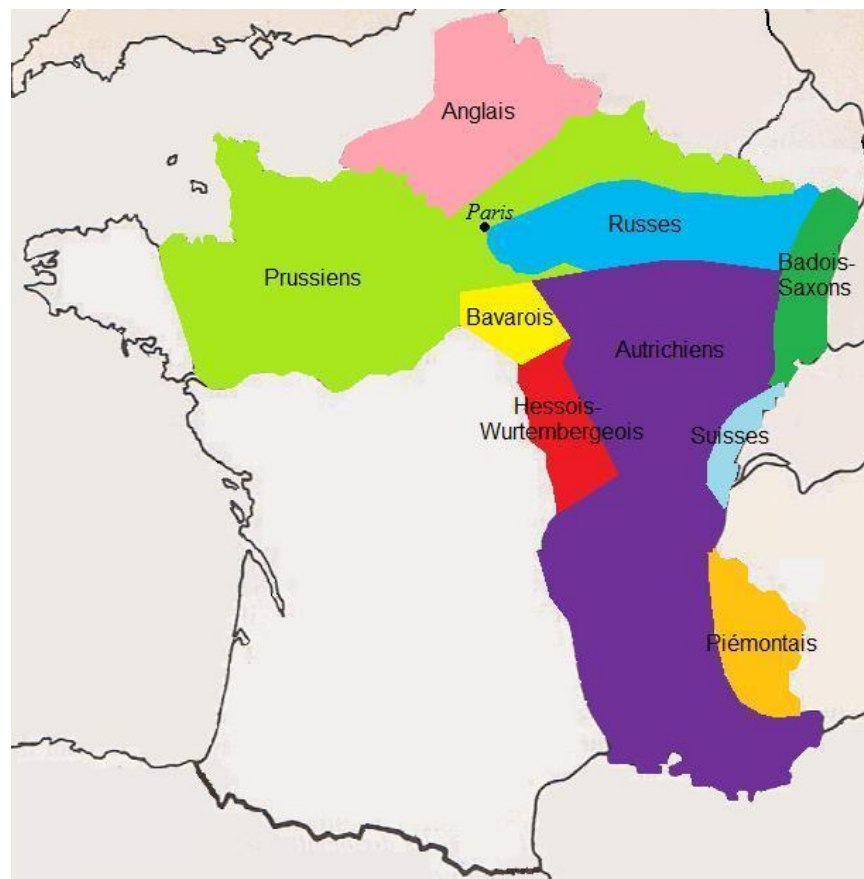 Anglais
Paris
Russes
Badois-
Saxons
Prussiens
Bavarois
Autrichiens
Hessois-
Wurtembergeois
Suisses
Piémontais